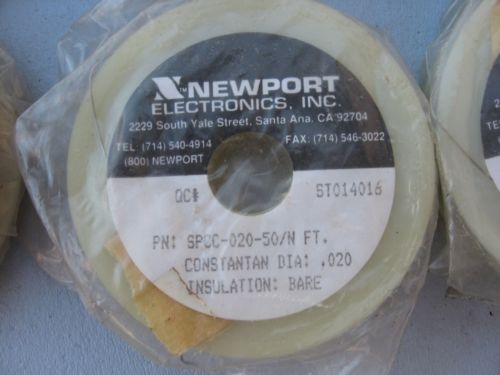 NEWPORT
ELECTRONICS, INC.
2229 South Yale Street, Santa Ana, CA 92704
TEL: (714) 540-4914 FAX: (714) 546-3022
(800) NEWPORT
QC# ST014016
PN: SPCC-020-50/N FT.
CONSTANTAN DIA: .020
INSULATION: BARE